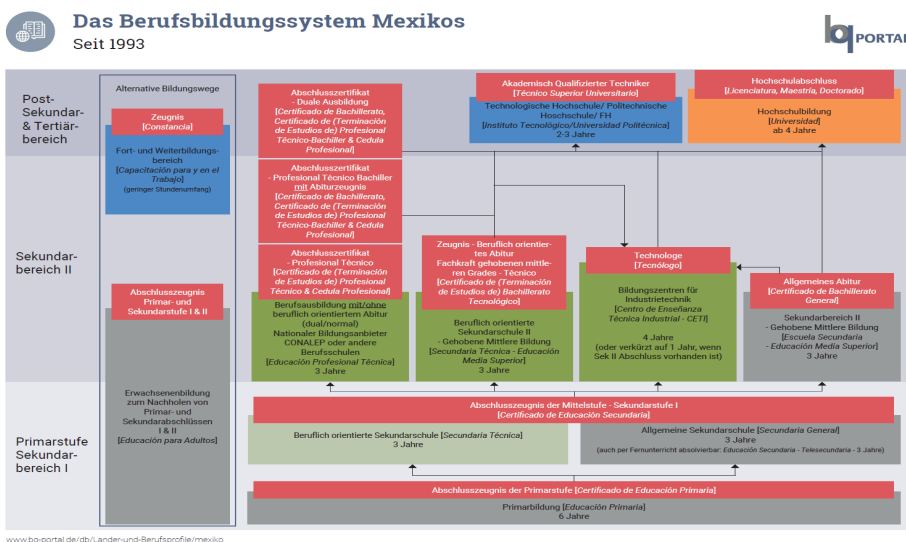 Das Berufsbildungssystem Mexikos
Seit 1993
bq PORTAL
Post-
Sekundar-
& Tertiär-
bereich
Sekundar-
bereich II
Primarstufe
Sekundar-
bereich I
Alternative Bildungswege
Zeugnis
[Constancia]
Fort- und Weiterbildungs-
bereich
[Capacitación para y en el
Trabajo]
(geringer Stundenumfang)
Abschlusszeugnis
Primar- und
Sekundarstufe I & II
Erwachsenenbildung
zum Nachholen von
Primar- und
Sekundarabschlüssen
I & II
[Educación para Adultos]
Abschlusszertifikat
- Duale Ausbildung
[Certificado de Bachillerato,
Certificado de (Terminación
de Estudios de) Profesional
Técnico-Bachiller & Cedula
Profesional]
Abschlusszertifikat
- Profesional Técnico Bachiller
mit Abiturzeugnis
[Certificado de Bachillerato,
Certificado de (Terminación
de Estudios de) Profesional
Técnico-Bachiller & Cedula
Profesional]
Abschlusszertifikat
- Profesional Técnico
[Certificado de (Terminación
de Estudios de) Profesional
Técnico & Cedula Profesional]
Berufsausbildung mit/ohne
beruflich orientiertem Abitur
(dual/normal)
Nationaler Bildungsanbieter
CONALEP oder andere
Berufsschulen
[Educación Profesional Técnica]
3 Jahre
Zeugnis - Beruflich orientier-
tes Abitur
Fachkraft gehobenen mittle-
ren Grades - Técnico
[Certificado de (Terminación
de Estudios de) Bachillerato
Tecnológico]
Beruflich orientierte
Sekundarschule II
- Gehobene Mittlere Bildung
[Secundaria Técnica - Educación
Media Superior]
3 Jahre
Akademisch Qualifizierter Techniker
[Técnico Superior Universitario]
Technologische Hochschule/ Politechnische
Hoschschule/ FH
[Instituto Tecnológico/Universidad Politécnica]
2-3 Jahre
Hochschulabschluss
[Licenciatura, Maestría, Doctorado]
Hochschulbildung
[Universidad]
ab 4 Jahre
Technologe
[Tecnólogo]
Bildungszentren für
Industrietechnik
[Centro de Enseñanza
Técnica Industrial - CETI]
4 Jahre
(oder verkürzt auf 1 Jahr, wenn
Sek II Abschluss vorhanden ist)
Allgemeines Abitur
[Certificado de Bachillerato
General]
Sekundarbereich II
- Gehobene Mittlere Bildung
[Escuela Secundaria
- Educación Media Superior]
3 Jahre
Abschlusszeugnis der Mittelstufe - Sekundarstufe I
[Certificado de Educación Secundaria]
Beruflich orientierte Sekundarschule [Secundaria Técnica]
3 Jahre
Allgemeine Sekundarschule [Secundaria General]
3 Jahre
(auch per Fernunterricht absolvierbar: Educación Secundaria - Telesecundaria - 3 Jahre)
Abschlusszeugnis der Primarstufe [Certificado de Educación Primaria]
Primarbildung [Educación Primaria]
6 Jahre
www.bq-portal.de/db/Länder-und-Berufsprofile/mexiko